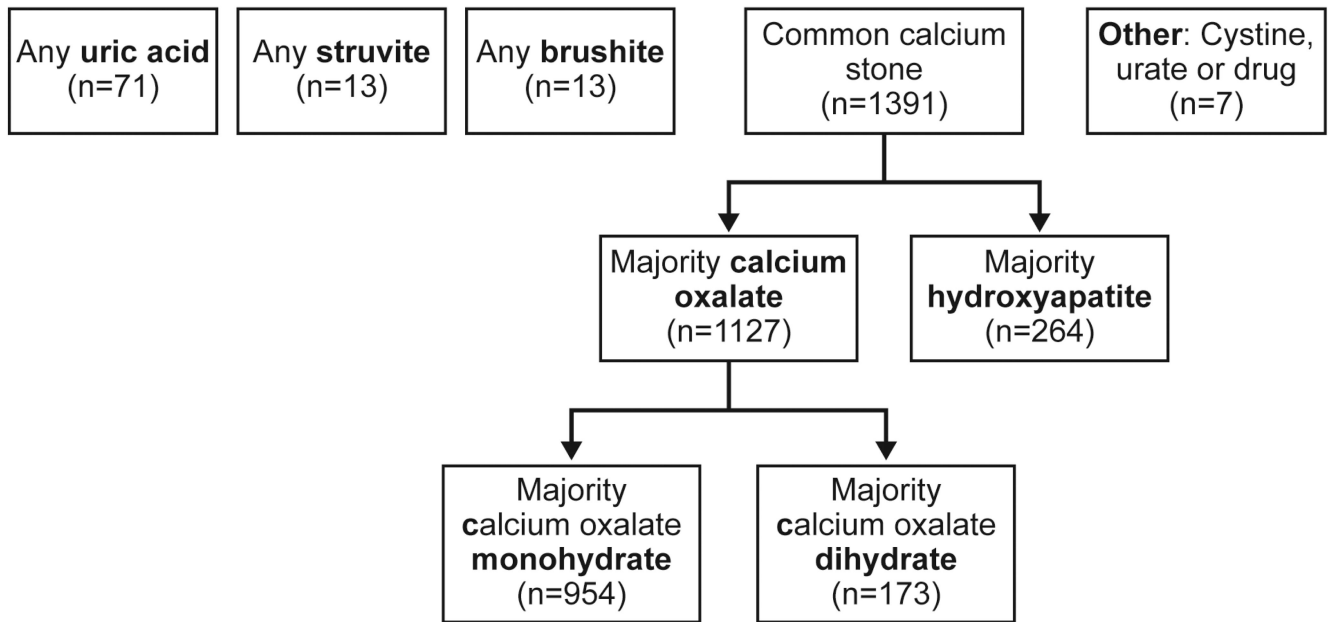 Any uric acid
(n=71)
Any struvite
(n=13)
Any brushite
(n=13)
Common calcium
stone
(n=1391)
Other: Cystine,
urate or drug
(n=7)
Majority calcium
oxalate
(n=1127)
Majority
hydroxyapatite
(n=264)
Majority
calcium oxalate
monohydrate
(n=954)
Majority
calcium oxalate
dihydrate
(n=173)